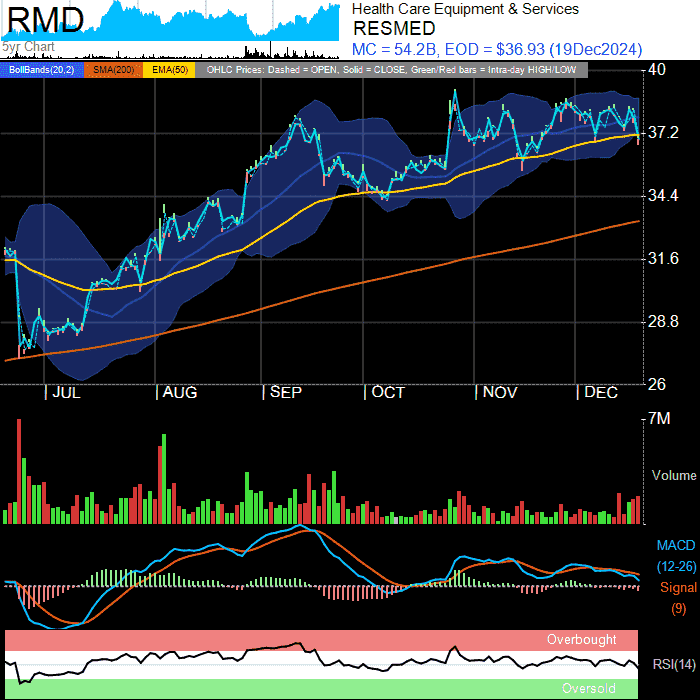 RMD
5yr Chart
Health Care Equipment & Services
RESMED
MC = 54.2B, EOD = $36.93 (19Dec2024)
BollBands(20,2) SMA(200) EMA(50) OHLC Prices: Dashed = OPEN, Solid = CLOSE, Green/Red bars = Intra-day HIGH/LOW
40
37.2
34.4
31.6
28.8
26
JUL AUG SEP OCT NOV DEC
7M
Volume
MACD
(12-26)
Signal
(9)
Overbought
RSI(14)
Oversold